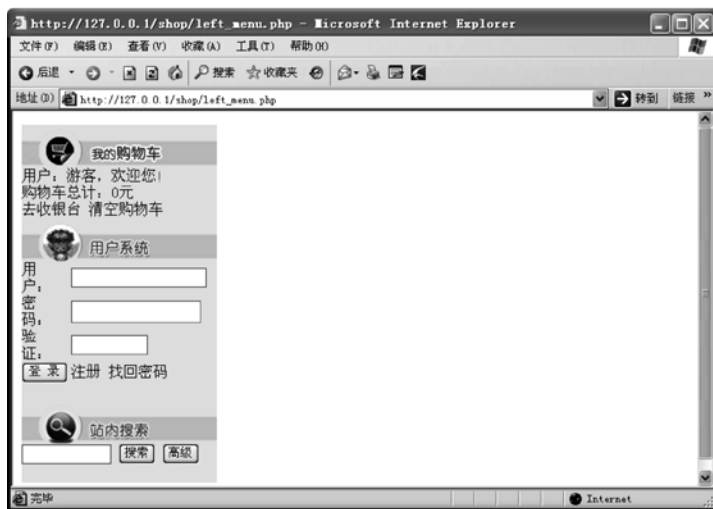 http://127.0.0.1/shop/left_menu.php - Microsoft Internet Explorer
文件(F) 编辑(E) 查看(V) 收藏(A) 工具(T) 帮助(H)
后退 搜索 收藏夹
地址(D) http://127.0.0.1/shop/left_menu.php 转到 链接 »
我的购物车
用户：游客，欢迎您！
购物车总计：0元
去收银台 清空购物车
用户系统
用
户：
密
码：
验
证：
登 录 注册 找回密码
站内搜索
搜索 高级
完毕 Internet